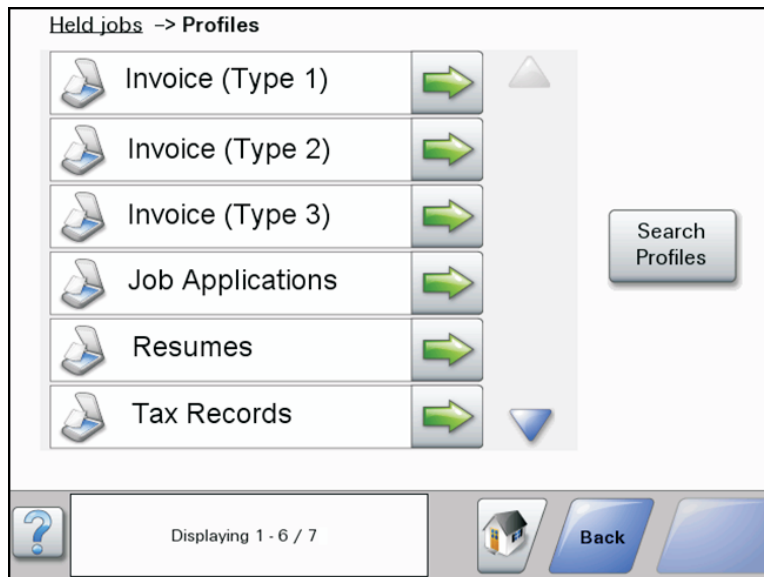 Held jobs –> Profiles
Invoice (Type 1)
Invoice (Type 2)
Invoice (Type 3)
Search
Profiles
Job Applications
Resumes
Tax Records
?
Displaying 1 - 6 / 7
Back